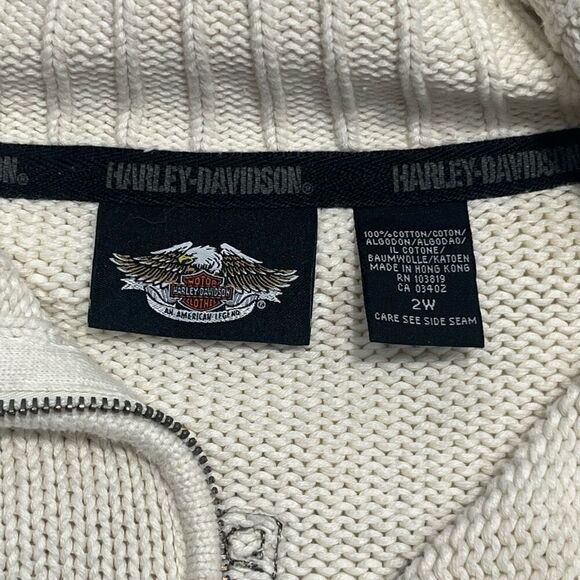 HARLEY-DAVIDSON®
HARLEY-DAVIDSON
MOTOR
HARLEY-DAVIDSON
CLOTHES
AN AMERICAN LEGEND
®
100%COTTON/COTON/
ALGODON/ALGODAO/
IL COTONE/
BAUMWOLLE/KATOEN
MADE IN HONG KONG
RN 103819
CA 03402
2W
CARE SEE SIDE SEAM